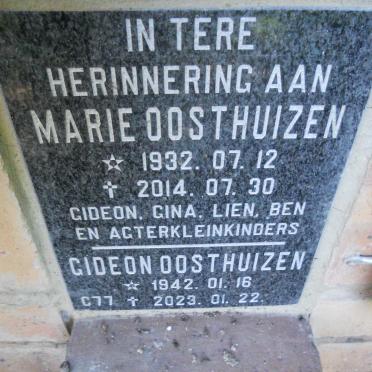 IN TERE
HERINNERING AAN
MARIE OOSTHUIZEN
☆ 1932. 07. 12
✝ 2014. 07. 30
GIDEON, GINA, LIEN, BEN
EN AGTERKLEINKINDERS
GIDEON OOSTHUIZEN
☆ 1942. 01. 16
C77 ✝ 2023. 01. 22.